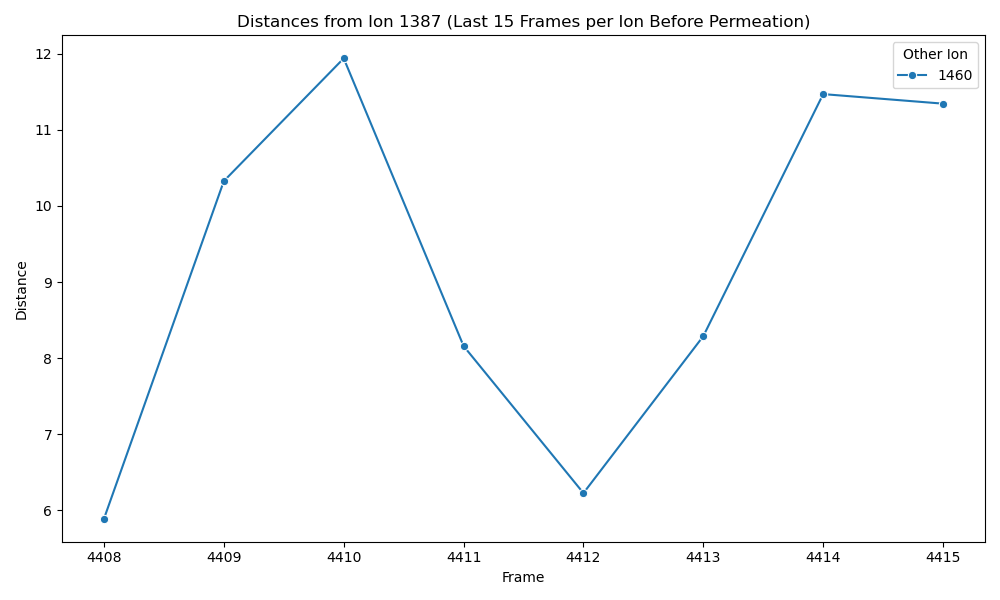 Distances from Ion 1387 (Last 15 Frames per Ion Before Permeation)
Other Ion
1460
12
11
10
9
8
7
6
Distance
4408 4409 4410 4411 4412 4413 4414 4415
Frame